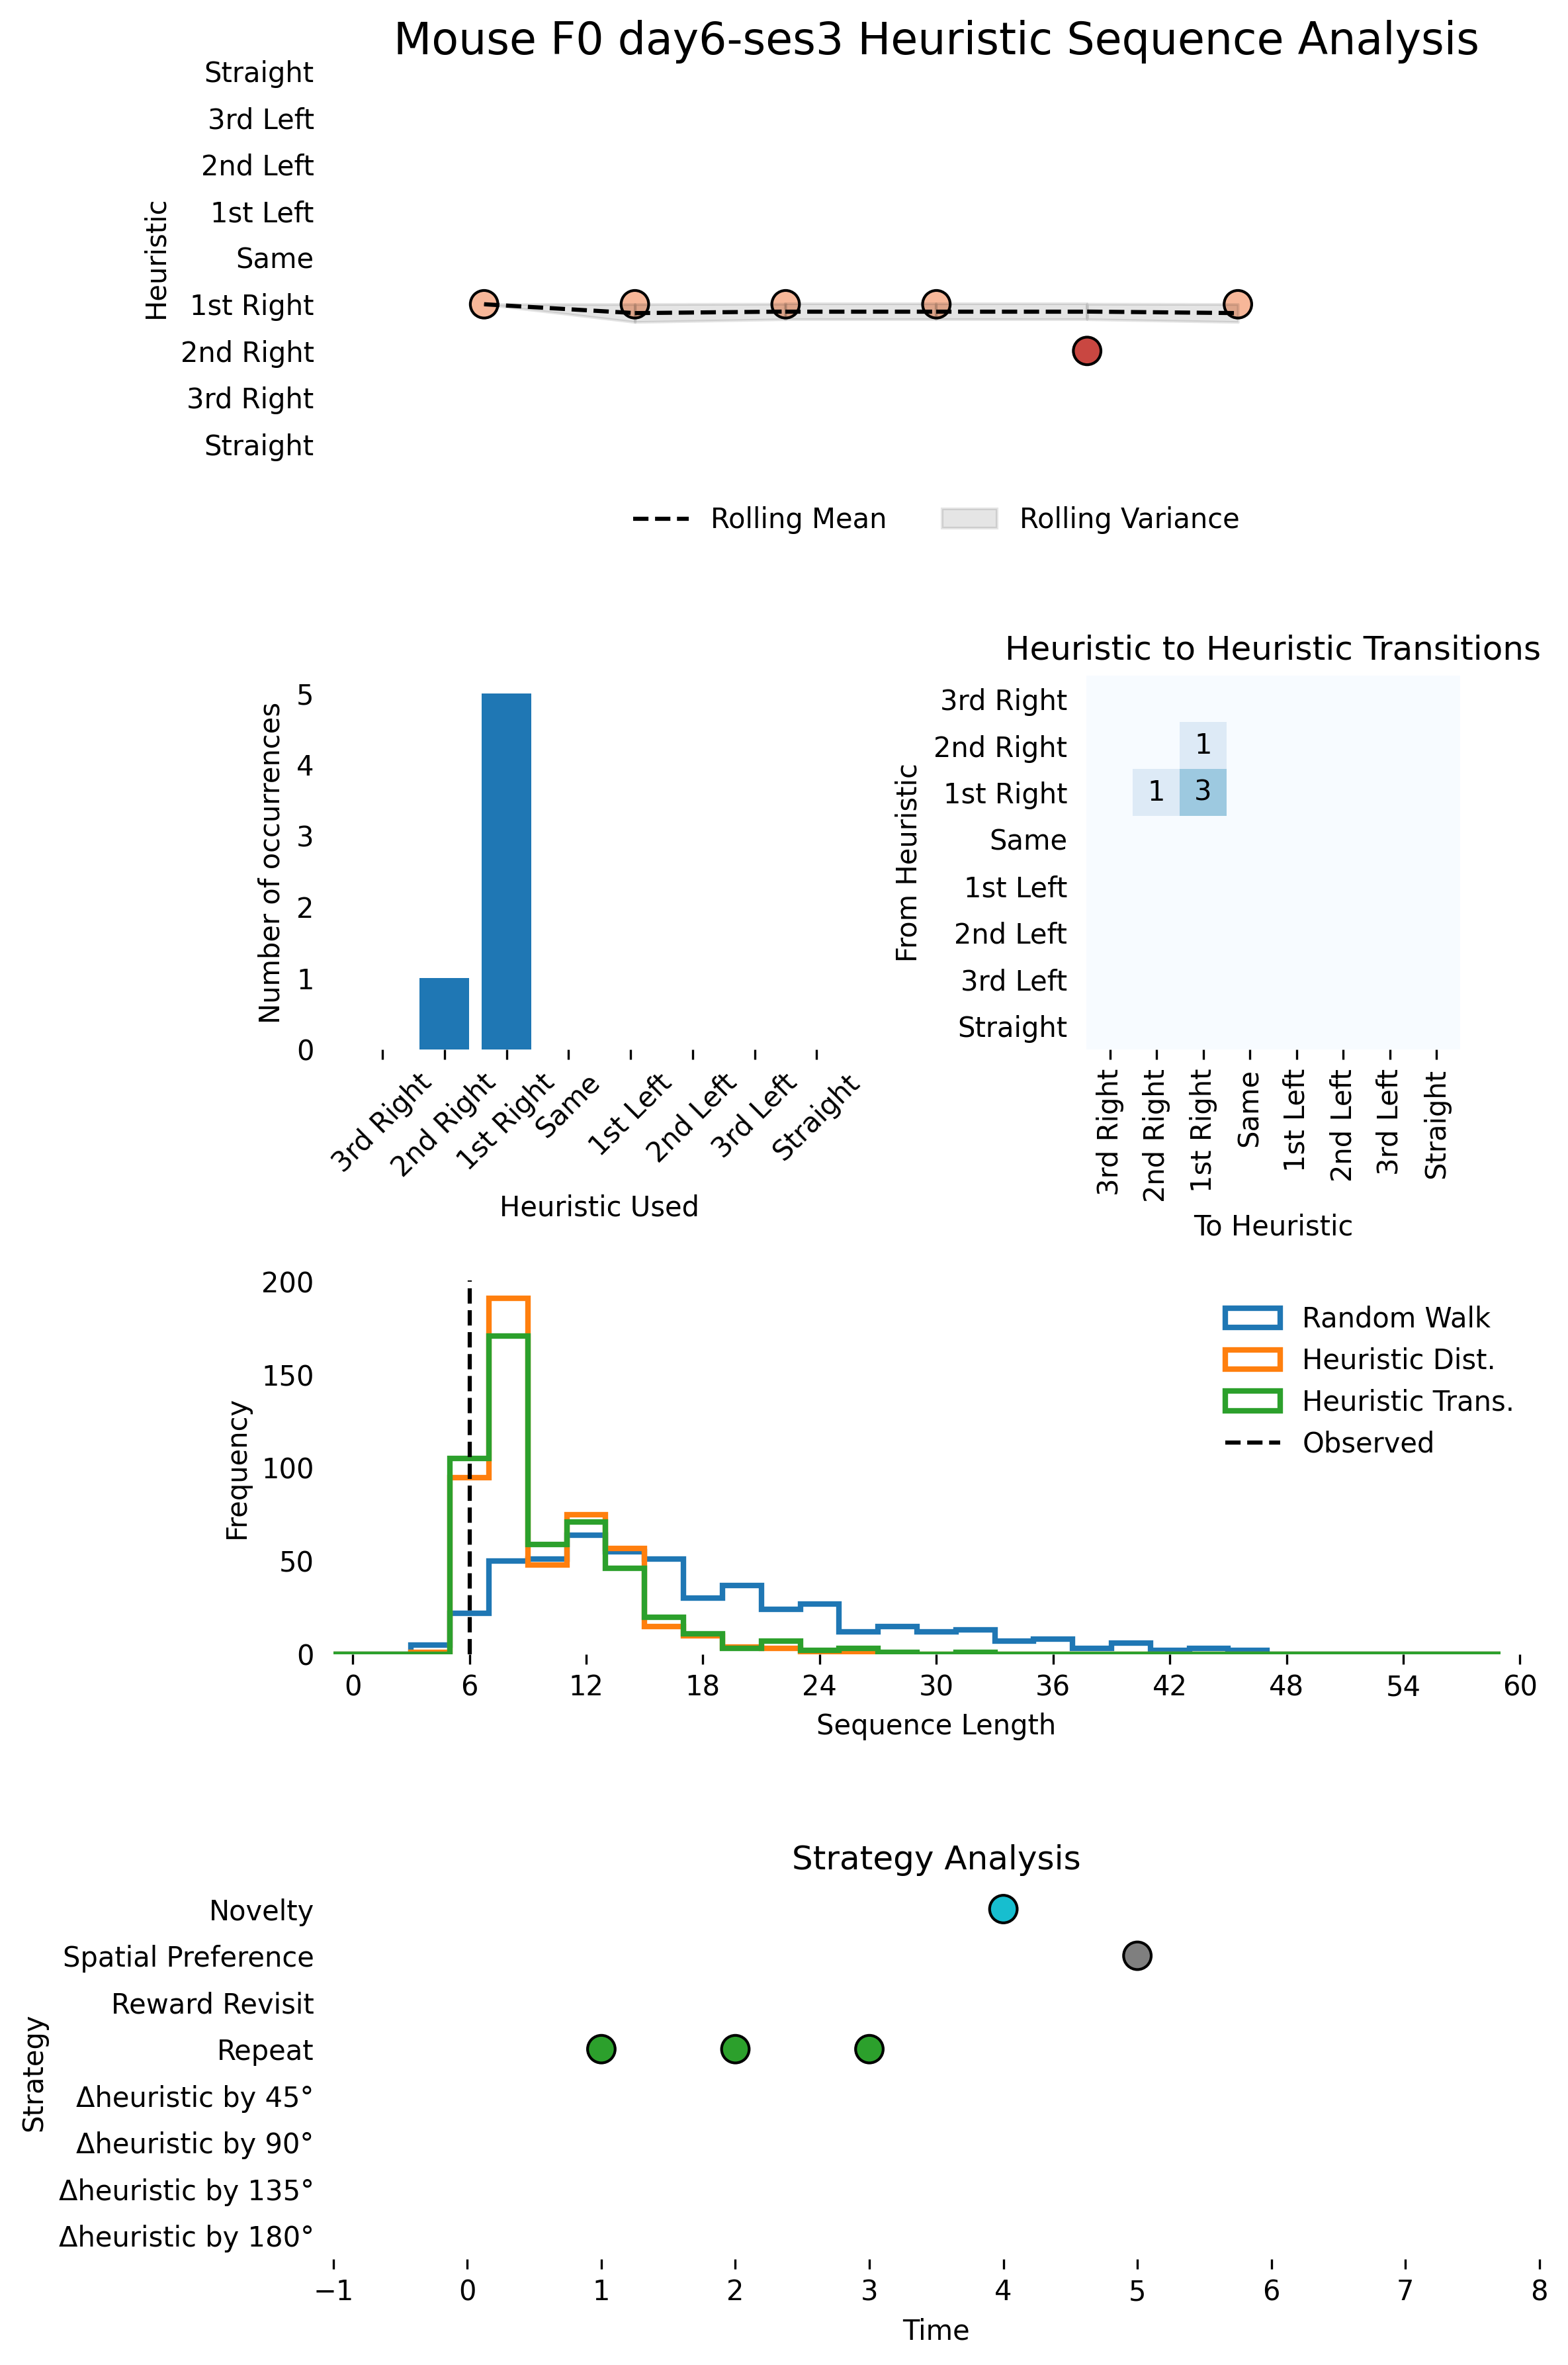 Mouse F0 day6-ses3 Heuristic Sequence Analysis
Heuristic
Straight
3rd Left
2nd Left
1st Left
Same
1st Right
2nd Right
3rd Right
Straight
Rolling Mean
Rolling Variance
Number of occurrences
5
4
3
2
1
0
3rd Right
2nd Right
1st Right
Same
1st Left
2nd Left
3rd Left
Straight
Heuristic Used
Heuristic to Heuristic Transitions
From Heuristic
3rd Right
2nd Right
1st Right
Same
1st Left
2nd Left
3rd Left
Straight
1
1 3
3rd Right
2nd Right
1st Right
Same
1st Left
2nd Left
3rd Left
Straight
To Heuristic
Frequency
200
150
100
50
0
Random Walk
Heuristic Dist.
Heuristic Trans.
Observed
0 6 12 18 24 30 36 42 48 54 60
Sequence Length
Strategy Analysis
Strategy
Novelty
Spatial Preference
Reward Revisit
Repeat
Δheuristic by 45°
Δheuristic by 90°
Δheuristic by 135°
Δheuristic by 180°
−1 0 1 2 3 4 5 6 7 8
Time